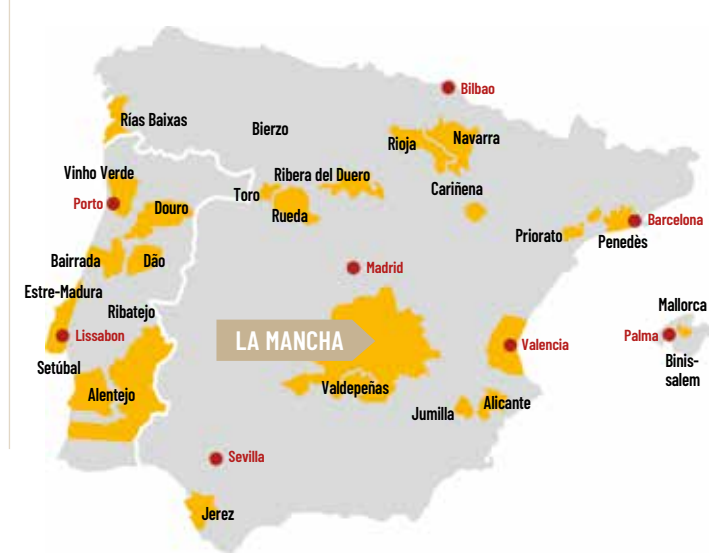 Bilbao
Rías Baixas
Bierzo
Rioja
Navarra
Vinho Verde
Ribera del Duero
Toro
Cariñena
Porto
Douro
Rueda
Barcelona
Priorato
Penedès
Bairrada
Dão
Madrid
Estre-Madura
Ribatejo
Mallorca
Lissabon
LA MANCHA
Valencia
Palma
Setúbal
Binis-
salem
Alentejo
Valdepeñas
Jumilla
Alicante
Sevilla
Jerez